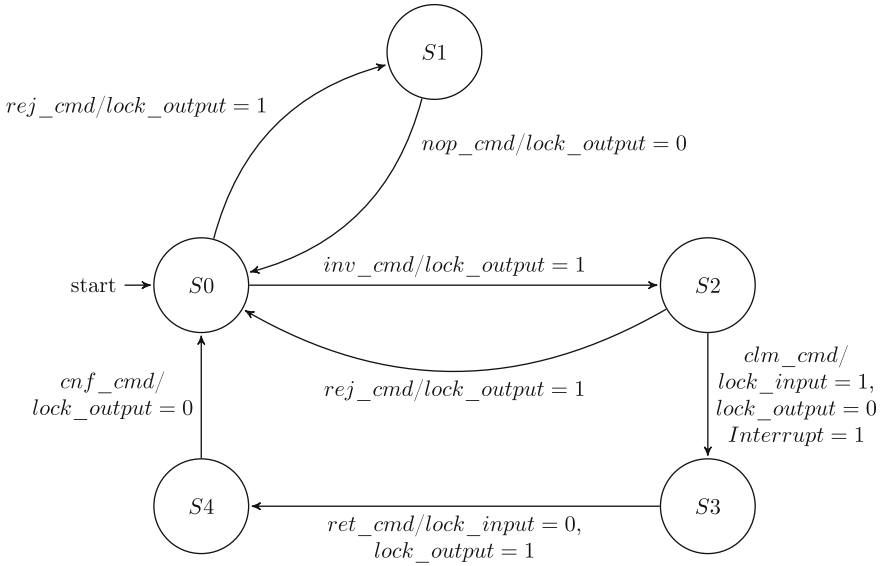 S1
rej_cmd/lock_output = 1
nop_cmd/lock_output = 0
start
S0
inv_cmd/lock_output = 1
S2
rej_cmd/lock_output = 1
cnf_cmd/
lock_output = 0
clm_cmd/
lock_input = 1,
lock_output = 0
Interrupt = 1
S4
ret_cmd/lock_input = 0,
lock_output = 1
S3